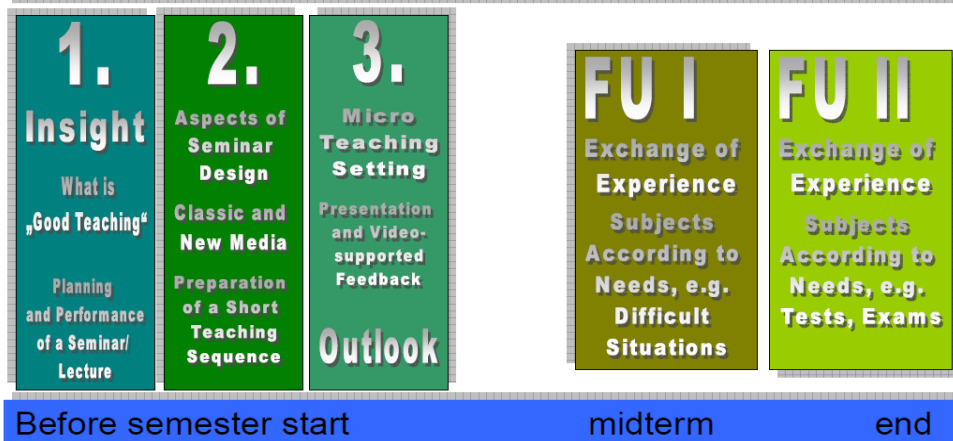 1.
Insight
What is
„Good Teaching“
Planning
and Performance
of a Seminar/
Lecture
2.
Aspects of
Seminar
Design
Classic and
New Media
Preparation
of a Short
Teaching
Sequence
3.
Micro
Teaching
Setting
Presentation
and Video-
supported
Feedback
Outlook
FU I
Exchange of
Experience
Subjects
According to
Needs, e.g.
Difficult
Situations
FU II
Exchange of
Experience
Subjects
According to
Needs, e.g.
Tests, Exams
Before semester start
midterm
end